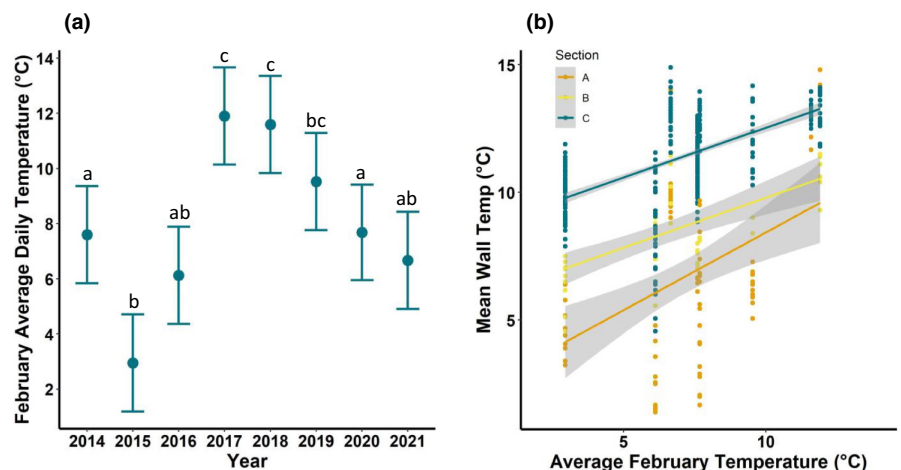 (a)
February Average Daily Temperature (°C)
14
12
10
8
6
4
2
a
b
ab
c
c
bc
a
ab
2014 2015 2016 2017 2018 2019 2020 2021
Year
(b)
Mean Wall Temp (°C)
15
10
5
Section
A
B
C
5 10
Average February Temperature (°C)